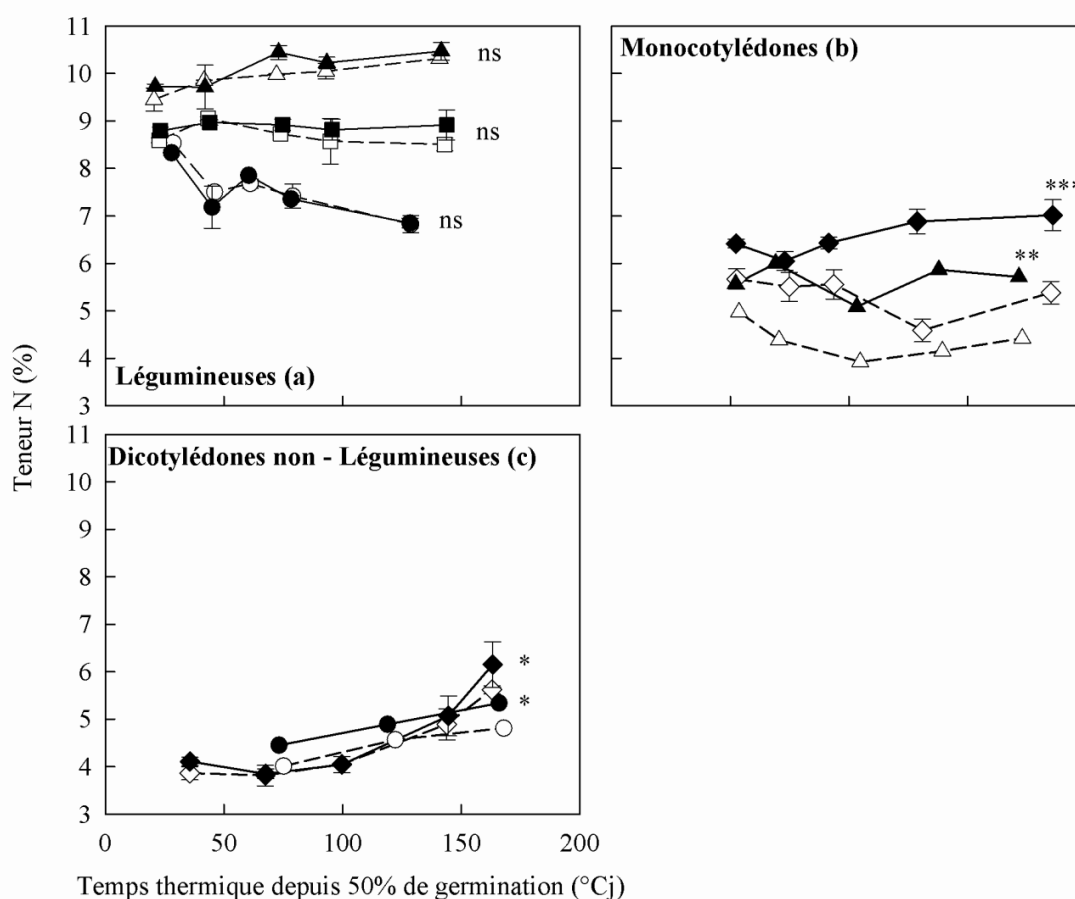 11
10
9
8
7
6
5
4
3
ns
ns
ns
Légumineuses (a)
Monocotylédones (b)
***
**
Teneur N (%)
11
10
9
8
7
6
5
4
3
Dicotylédones non - Légumineuses (c)
*
*
0 50 100 150 200
Temps thermique depuis 50% de germination (°Cj)